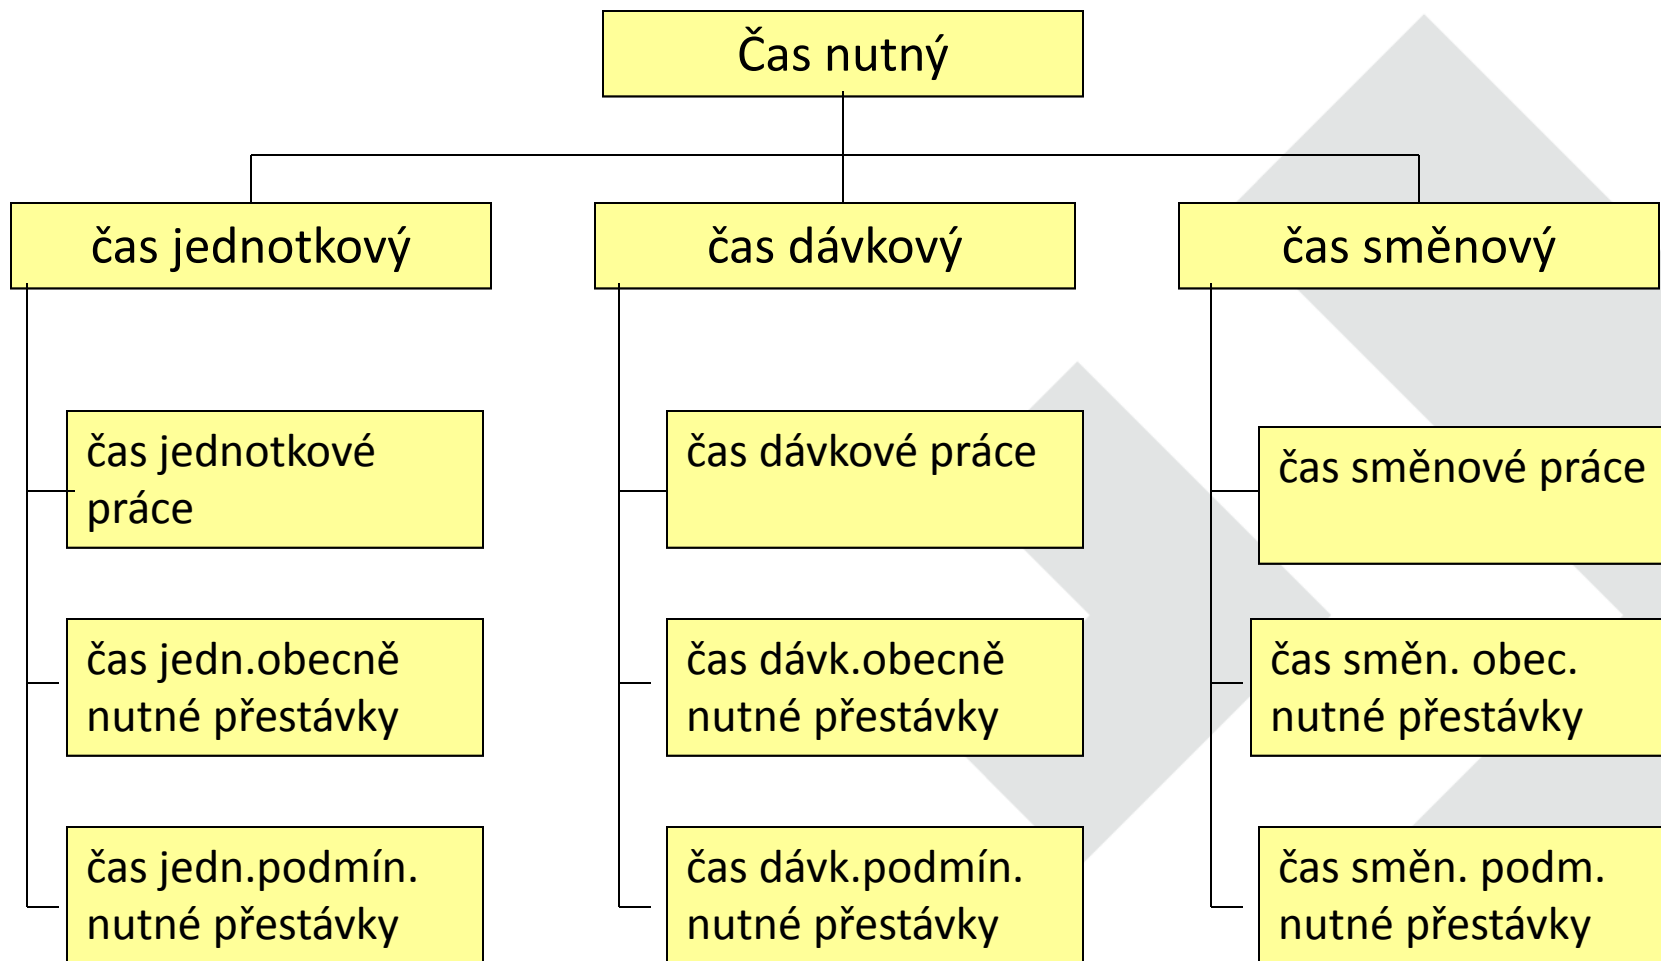 Čas nutný
čas jednotkový
čas dávkový
čas směnový
čas jednotkové
práce
čas dávkové práce
čas směnové práce
čas jedn.obecně
nutné přestávky
čas dávk.obecně
nutné přestávky
čas směn. obec.
nutné přestávky
čas jedn.podmín.
nutné přestávky
čas dávk.podmín.
nutné přestávky
čas směn. podm.
nutné přestávky